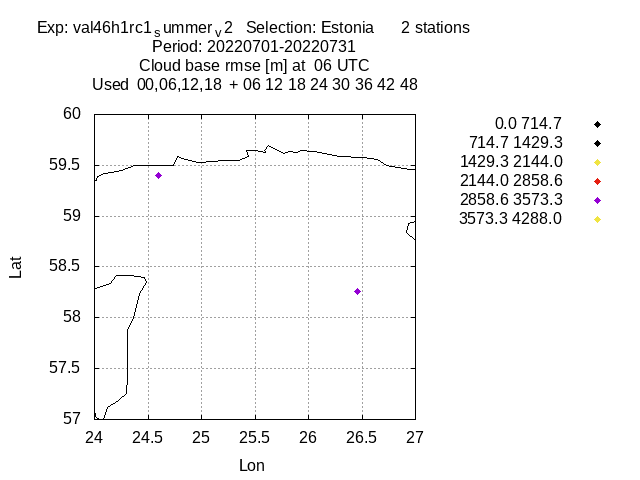 Exp: val46h1rc1summerv2 Selection: Estonia 2 stations
Period: 20220701-20220731
Cloud base rmse [m] at 06 UTC
Used 00,06,12,18 + 06 12 18 24 30 36 42 48
0.0 714.7
714.7 1429.3
1429.3 2144.0
2144.0 2858.6
2858.6 3573.3
3573.3 4288.0
60
59.5
59
58.5
58
57.5
57
Lat
24 24.5 25 25.5 26 26.5 27
Lon